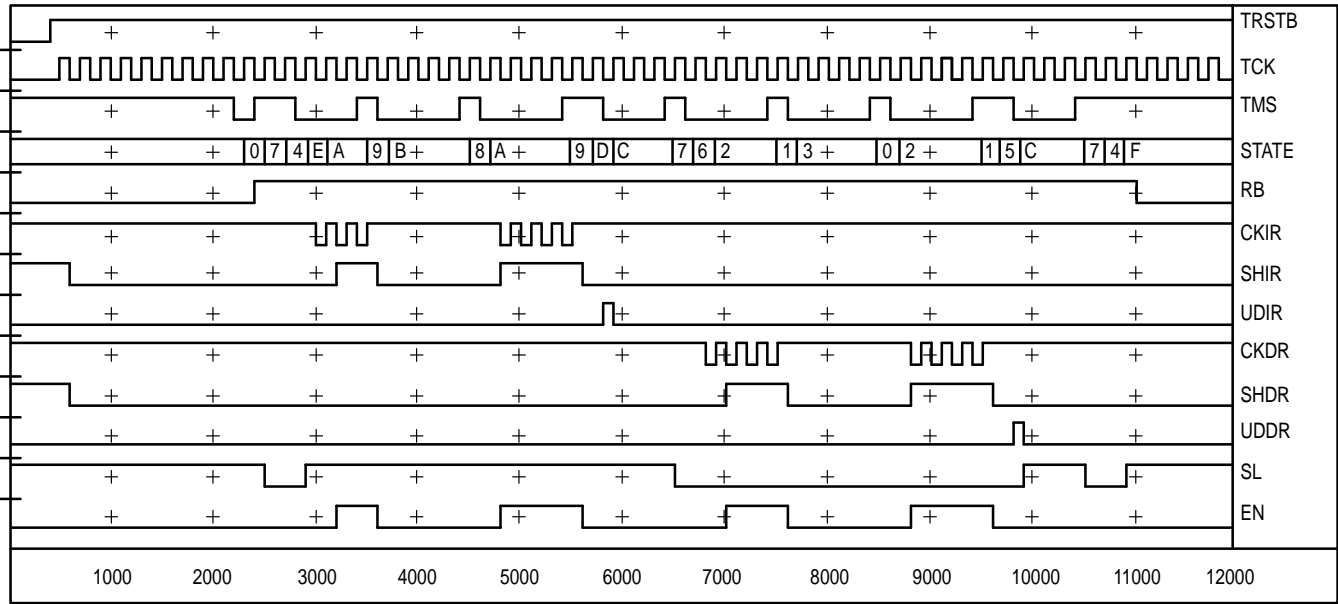 TRSTB
TCK
TMS
0 7 4 E A 9 B 8 A 9 D C 7 6 2 1 3 0 2 1 5 C 7 4 F STATE
RB
CKIR
SHIR
UDIR
CKDR
SHDR
UDDR
SL
EN
1000 2000 3000 4000 5000 6000 7000 8000 9000 10000 11000 12000